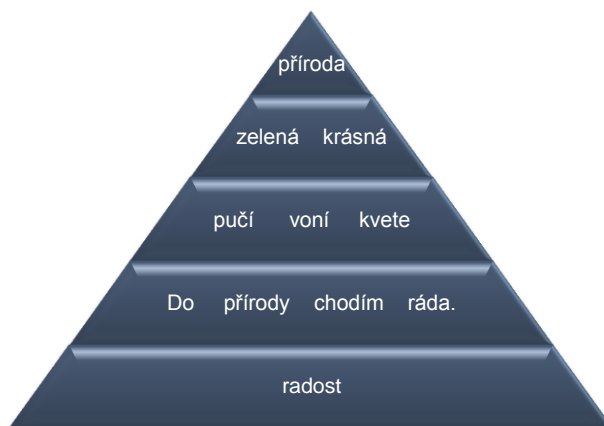 příroda
zelená krásná
pučí voní kvete
Do přírody chodím ráda.
radost